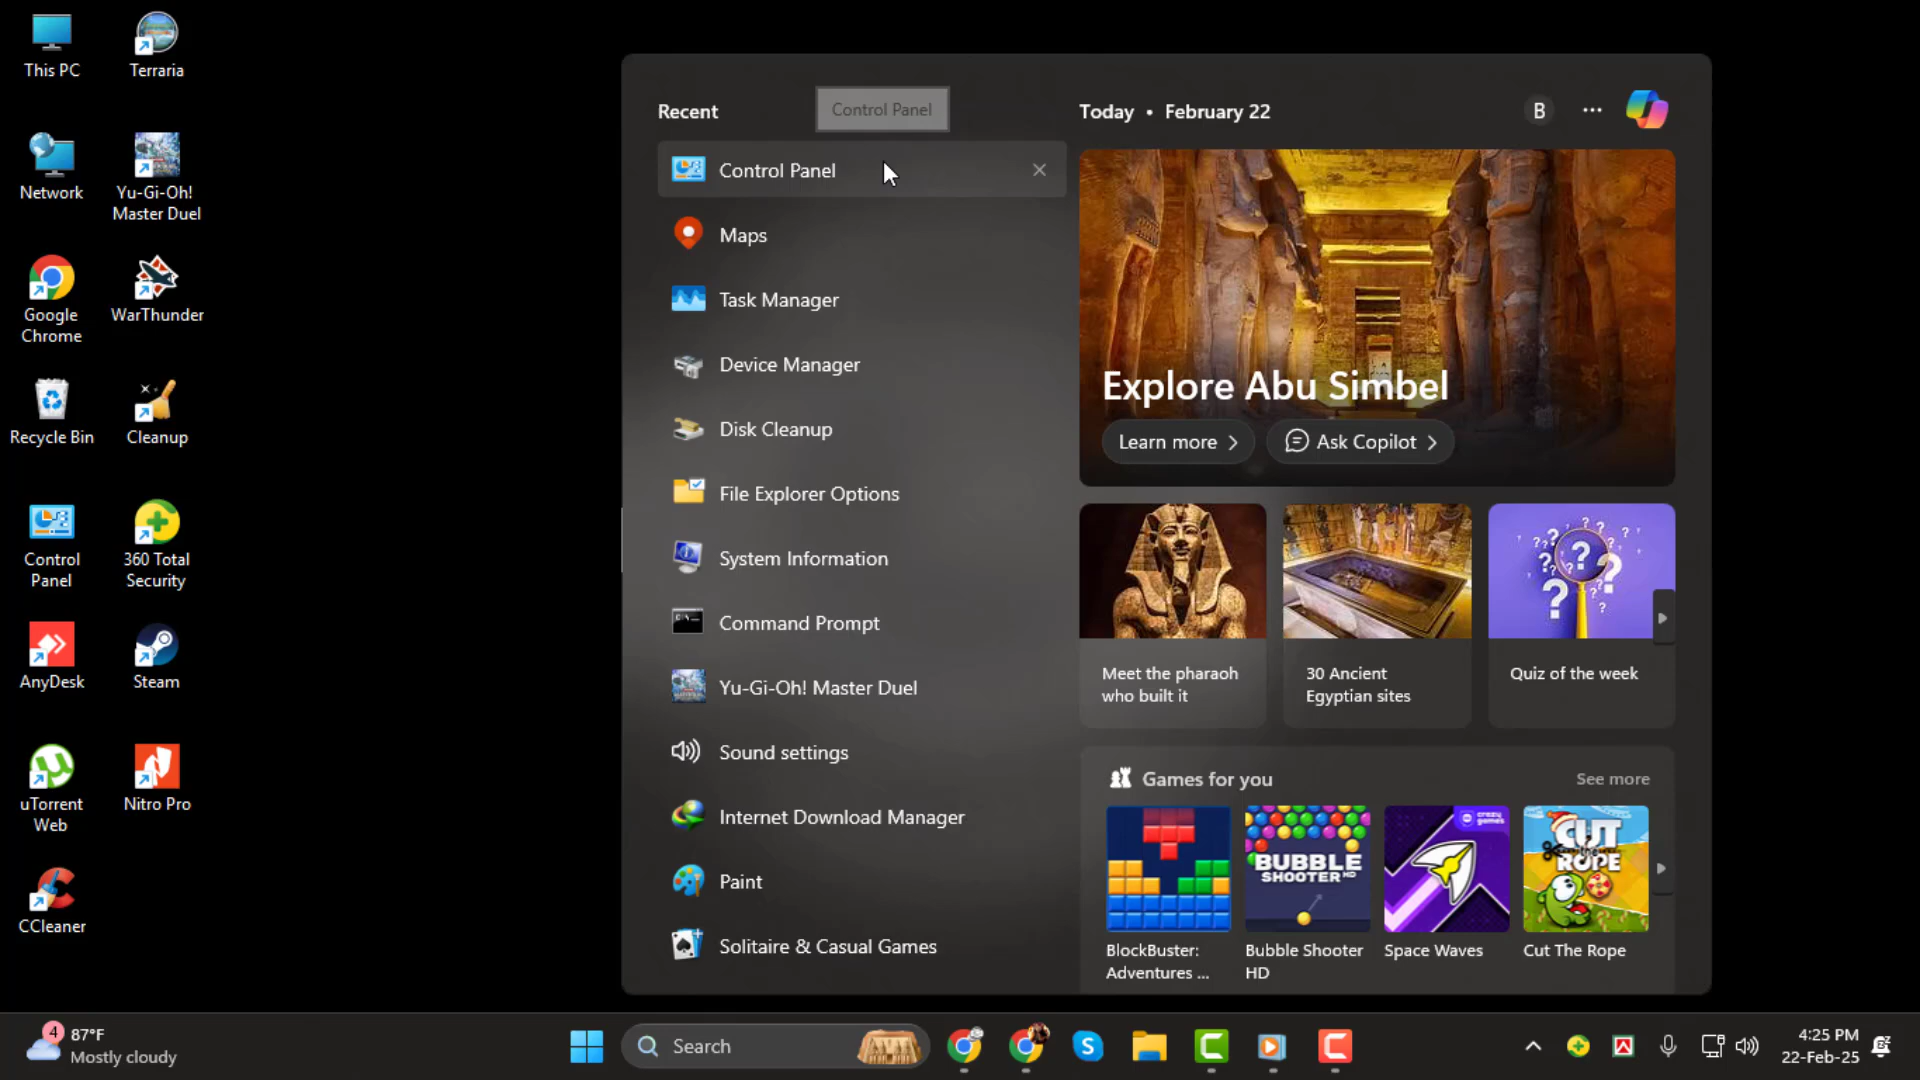 This PC
Terraria
Network
Yu-Gi-Oh!
Master Duel
Google
Chrome
WarThunder
Recycle Bin
Cleanup
Control
Panel
360 Total
Security
AnyDesk
Steam
uTorrent
Web
Nitro Pro
CCleaner
Recent
Control Panel
Control Panel
Maps
Task Manager
Device Manager
Disk Cleanup
File Explorer Options
System Information
Command Prompt
Yu-Gi-Oh! Master Duel
Sound settings
Internet Download Manager
Paint
Solitaire & Casual Games
Today • February 22
B
Explore Abu Simbel
Learn more
Ask Copilot
Meet the pharaoh
who built it
30 Ancient
Egyptian sites
Quiz of the week
Games for you
See more
BUBBLE
SHOOTER HD
crazy games
CUT
THE
ROPE
BlockBuster:
Adventures ...
Bubble Shooter
HD
Space Waves
Cut The Rope
4
87°F
Mostly cloudy
Search
4:25 PM
22-Feb-25